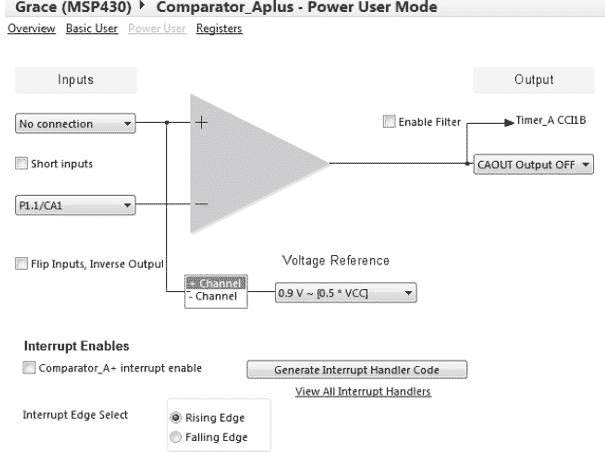 Grace (MSP430) ▸ Comparator_Aplus - Power User Mode
Overview Basic User Power User Registers
Inputs
Output
No connection
+
Enable Filter
Timer_A CCI1B
Short inputs
CAOUT Output OFF
P1.1/CA1
−
Flip Inputs, Inverse Output
Voltage Reference
+ Channel
- Channel
0.9 V ~ [0.5 * VCC]
Interrupt Enables
Comparator_A+ interrupt enable
Generate Interrupt Handler Code
View All Interrupt Handlers
Interrupt Edge Select
Rising Edge
Falling Edge